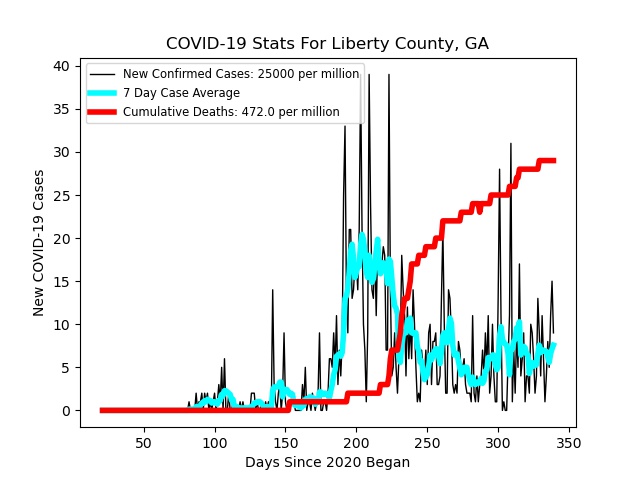 COVID-19 Stats For Liberty County, GA
New Confirmed Cases: 25000 per million
7 Day Case Average
Cumulative Deaths: 472.0 per million
New COVID-19 Cases
40
35
30
25
20
15
10
5
0
50 100 150 200 250 300 350
Days Since 2020 Began